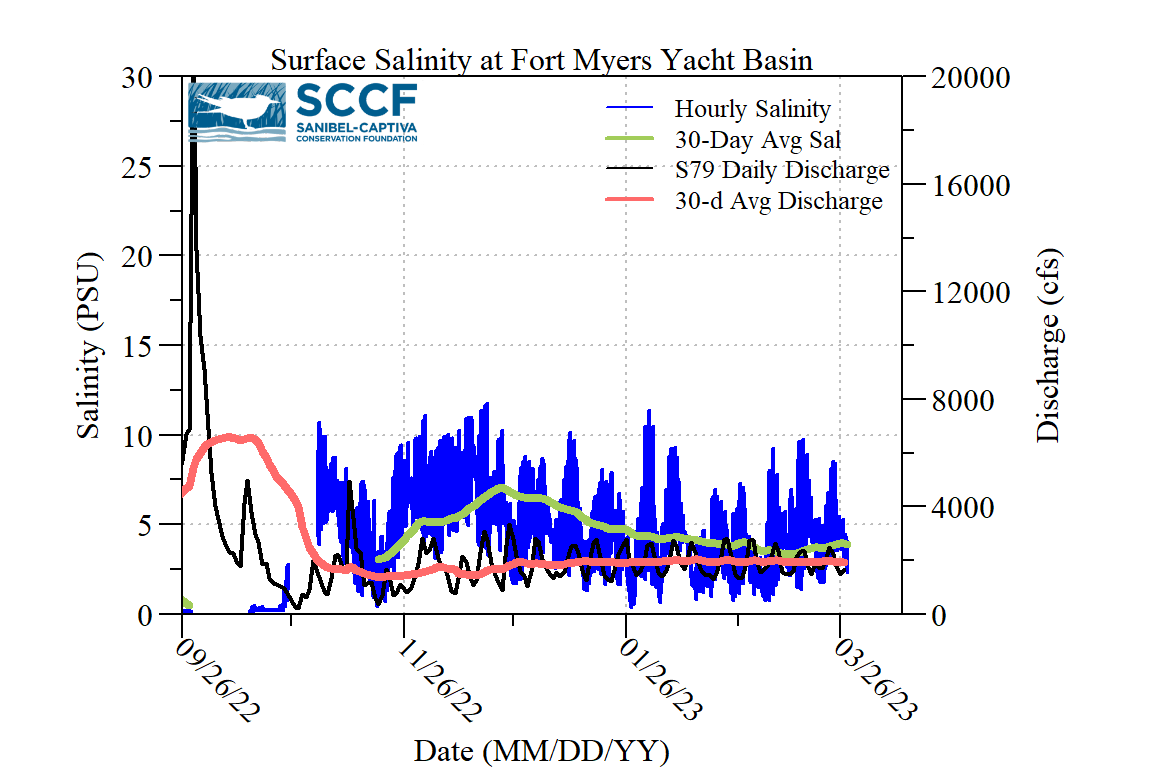 Surface Salinity at Fort Myers Yacht Basin
SCCF
SANIBEL-CAPTIVA
CONSERVATION FOUNDATION
Hourly Salinity
30-Day Avg Sal
S79 Daily Discharge
30-d Avg Discharge
Salinity (PSU)
30
25
20
15
10
5
0
20000
16000
12000
8000
4000
0
Discharge (cfs)
09/26/22
11/26/22
01/26/23
03/26/23
Date (MM/DD/YY)